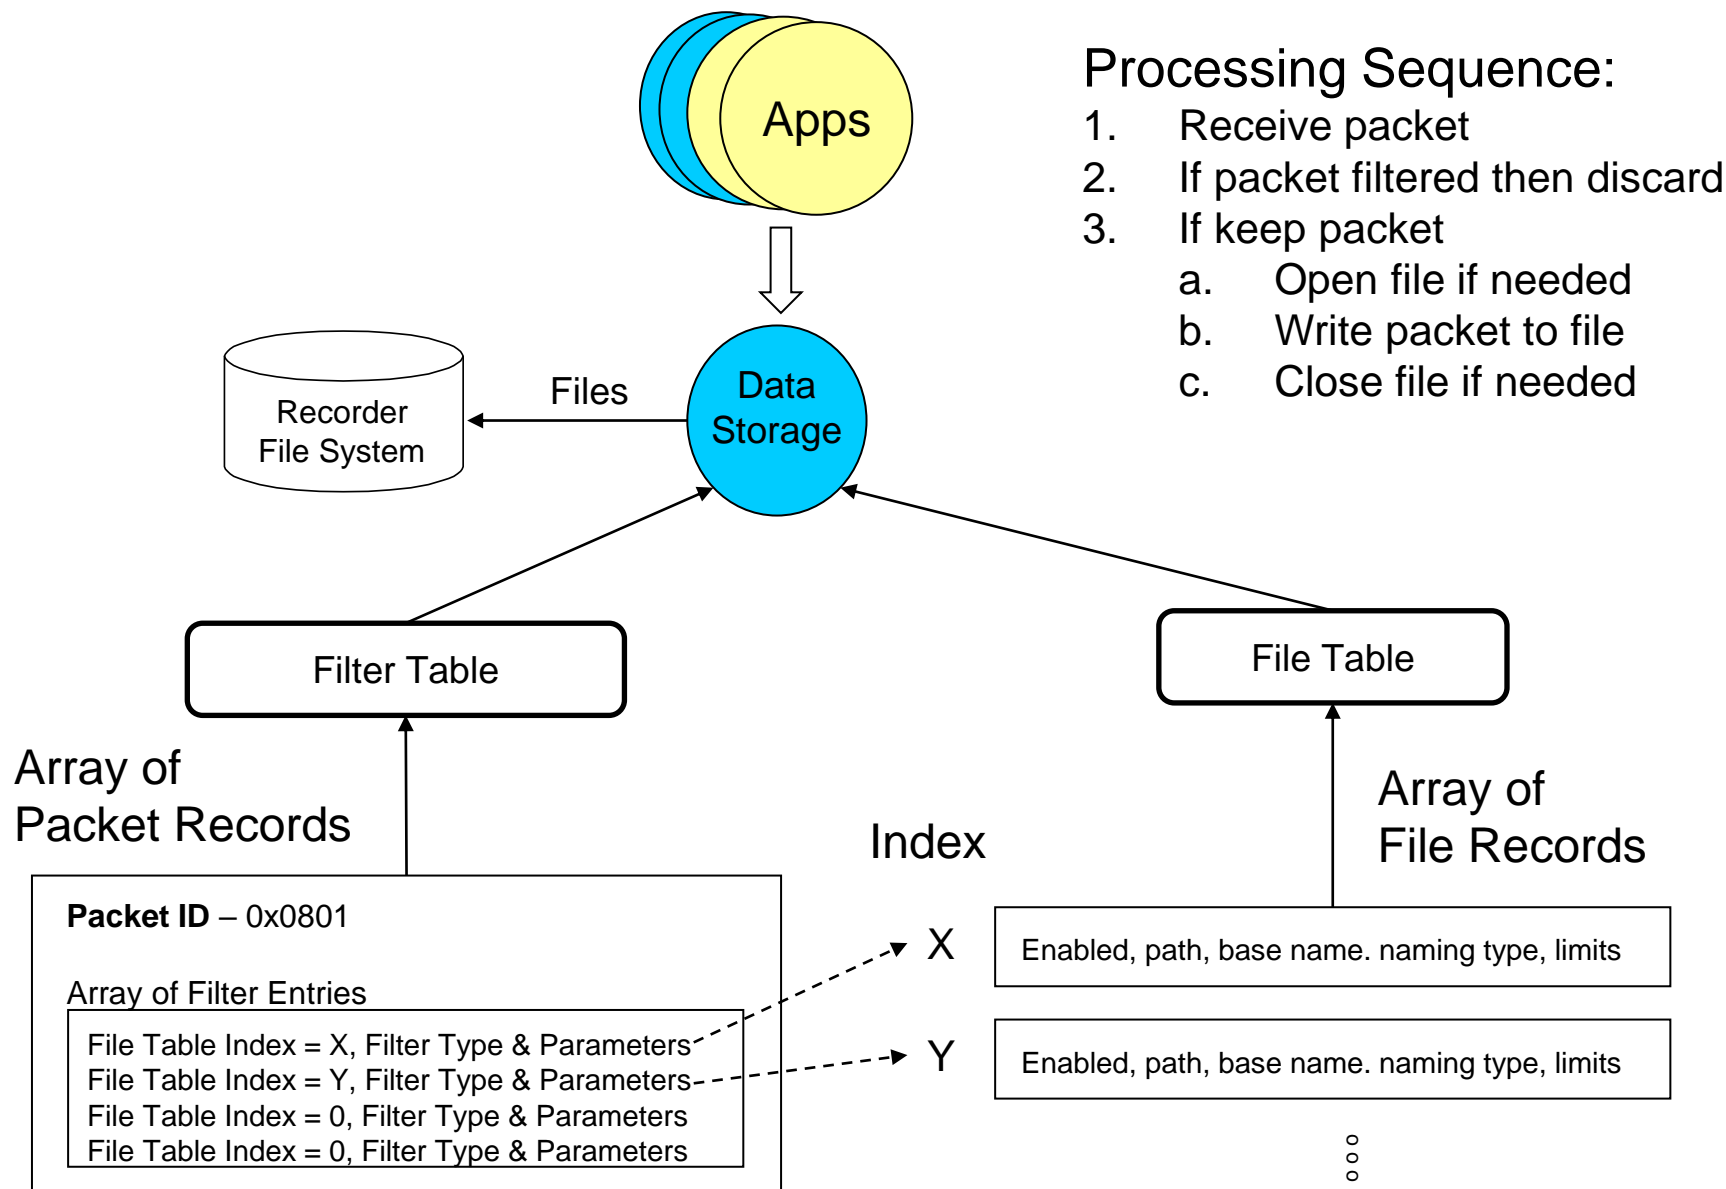 Apps
Processing Sequence:
1. Receive packet
2. If packet filtered then discard
3. If keep packet
a. Open file if needed
b. Write packet to file
c. Close file if needed
Recorder
File System
Files
Data
Storage
Filter Table
File Table
Array of
Packet Records
Index
Array of
File Records
Packet ID – 0x0801
Array of Filter Entries
File Table Index = X, Filter Type & Parameters
File Table Index = Y, Filter Type & Parameters
File Table Index = 0, Filter Type & Parameters
File Table Index = 0, Filter Type & Parameters
X
Enabled, path, base name. naming type, limits
Y
Enabled, path, base name. naming type, limits